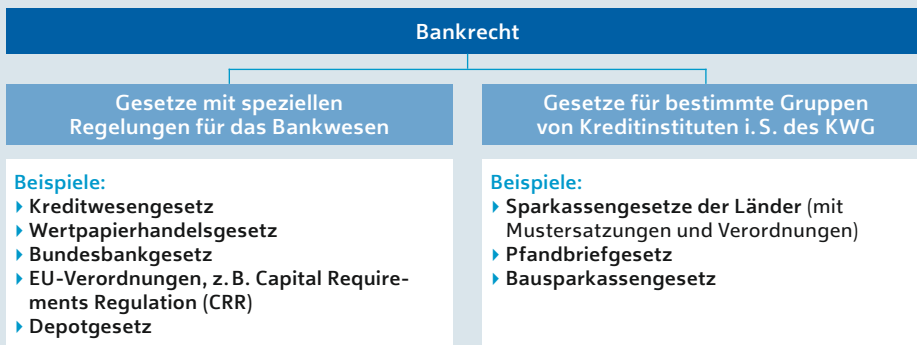 Bankrecht
Gesetze mit speziellen
Regelungen für das Bankwesen
Beispiele:
▸ Kreditwesengesetz
▸ Wertpapierhandelsgesetz
▸ Bundesbankgesetz
▸ EU-Verordnungen, z. B. Capital Require-
ments Regulation (CRR)
▸ Depotgesetz
Gesetze für bestimmte Gruppen
von Kreditinstituten i. S. des KWG
Beispiele:
▸ Sparkassengesetze der Länder (mit
Mustersatzungen und Verordnungen)
▸ Pfandbriefgesetz
▸ Bausparkassengesetz